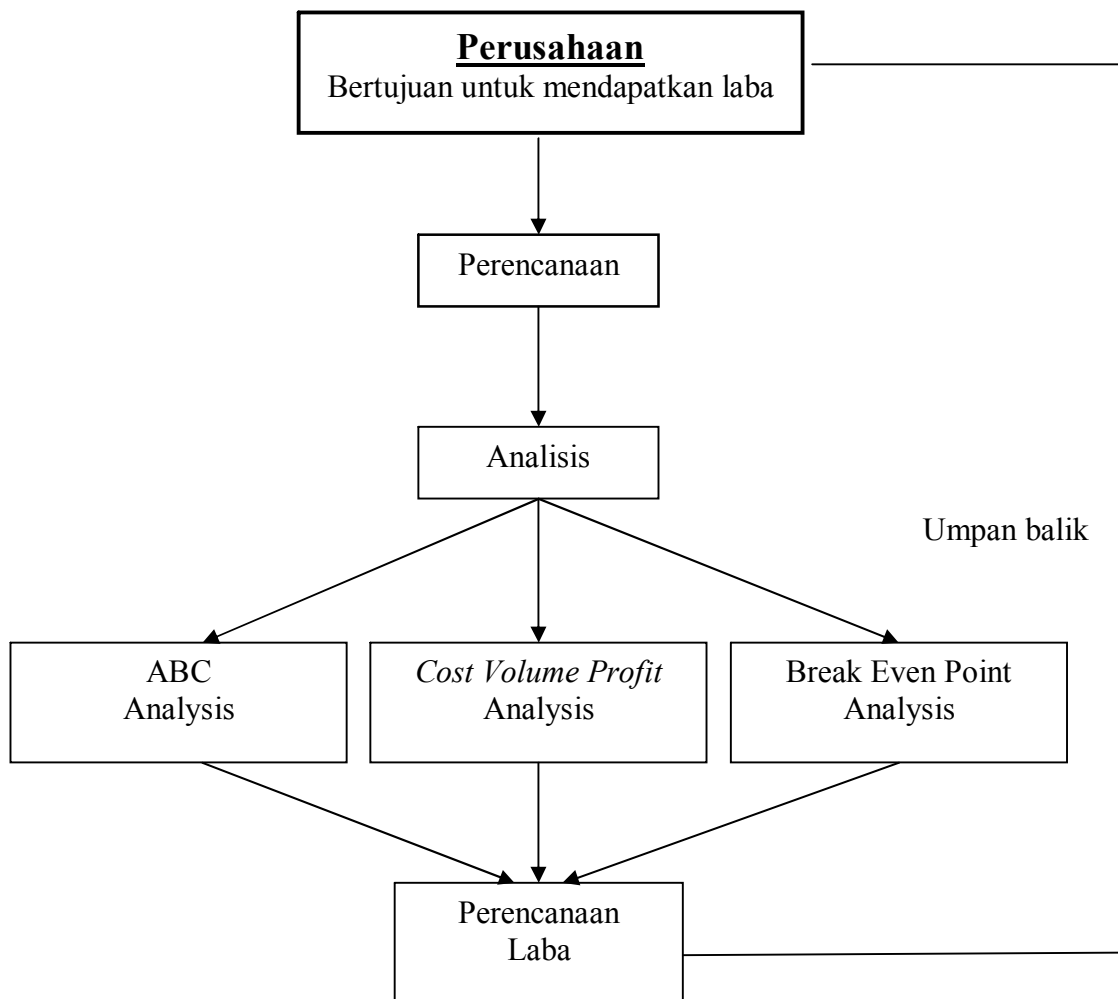 Perusahaan
Bertujuan untuk mendapatkan laba
Perencanaan
Analisis
Umpan balik
ABC
Analysis
Cost Volume Profit
Analysis
Break Even Point
Analysis
Perencanaan
Laba